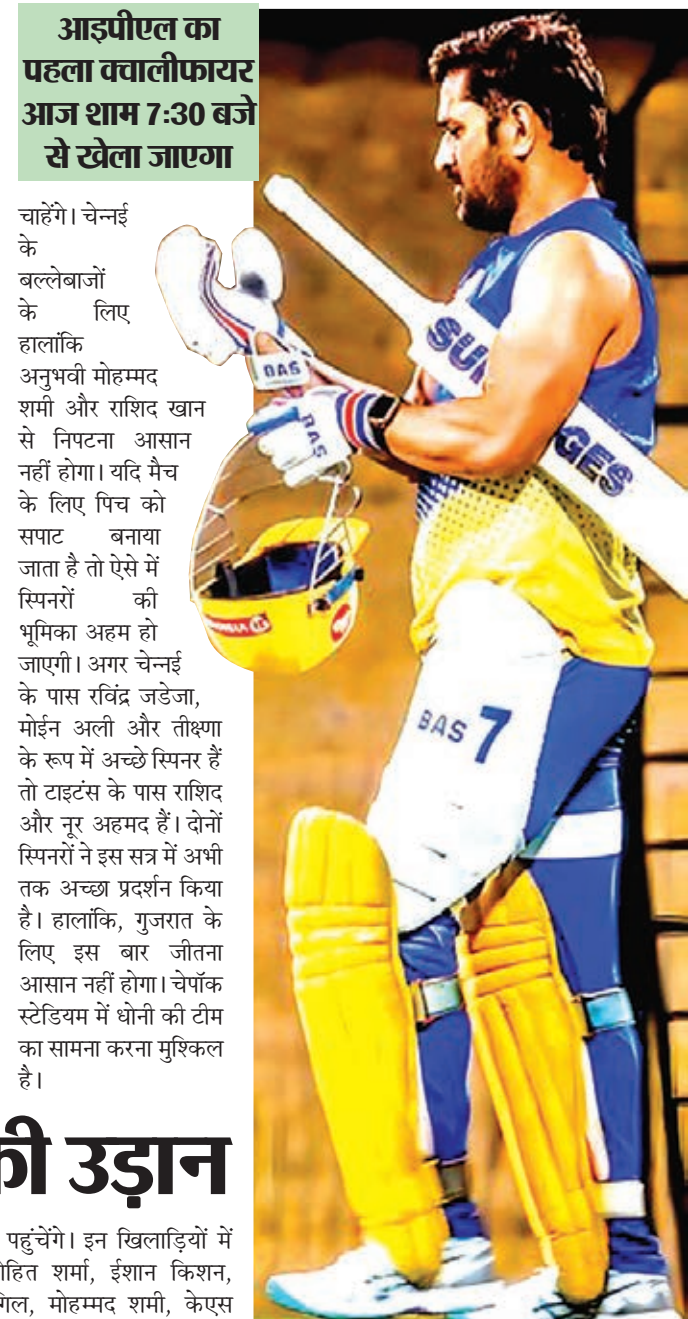 आइपीएल का
पहला क्वालीफायर
आज शाम 7:30 बजे
से खेला जाएगा
चाहेंगे। चेन्नई
के
बल्लेबाजों
के लिए
हालांकि
अनुभवी मोहम्मद
शमी और राशिद खान
से निपटना आसान
नहीं होगा। यदि मैच
के लिए पिच को
सपाट बनाया
जाता है तो ऐसे में
स्पिनरों की
भूमिका अहम हो
जाएगी। अगर चेन्नई
के पास रविंद्र जडेजा,
मोईन अली और तीक्ष्णा
के रूप में अच्छे स्पिनर हैं
तो टाइटंस के पास राशिद
और नूर अहमद हैं। दोनों
स्पिनरों ने इस सत्र में अभी
तक अच्छा प्रदर्शन किया
है। हालांकि, गुजरात के
लिए इस बार जीतना
आसान नहीं होगा। चेपॉक
स्टेडियम में धोनी की टीम
का सामना करना मुश्किल
है।
की उड़ान
पहुंचेंगे। इन खिलाड़ियों में
शर्मा, ईशान किशन,
मोहम्मद शमी, केएस
BAS
BAS
GES
BAS 7